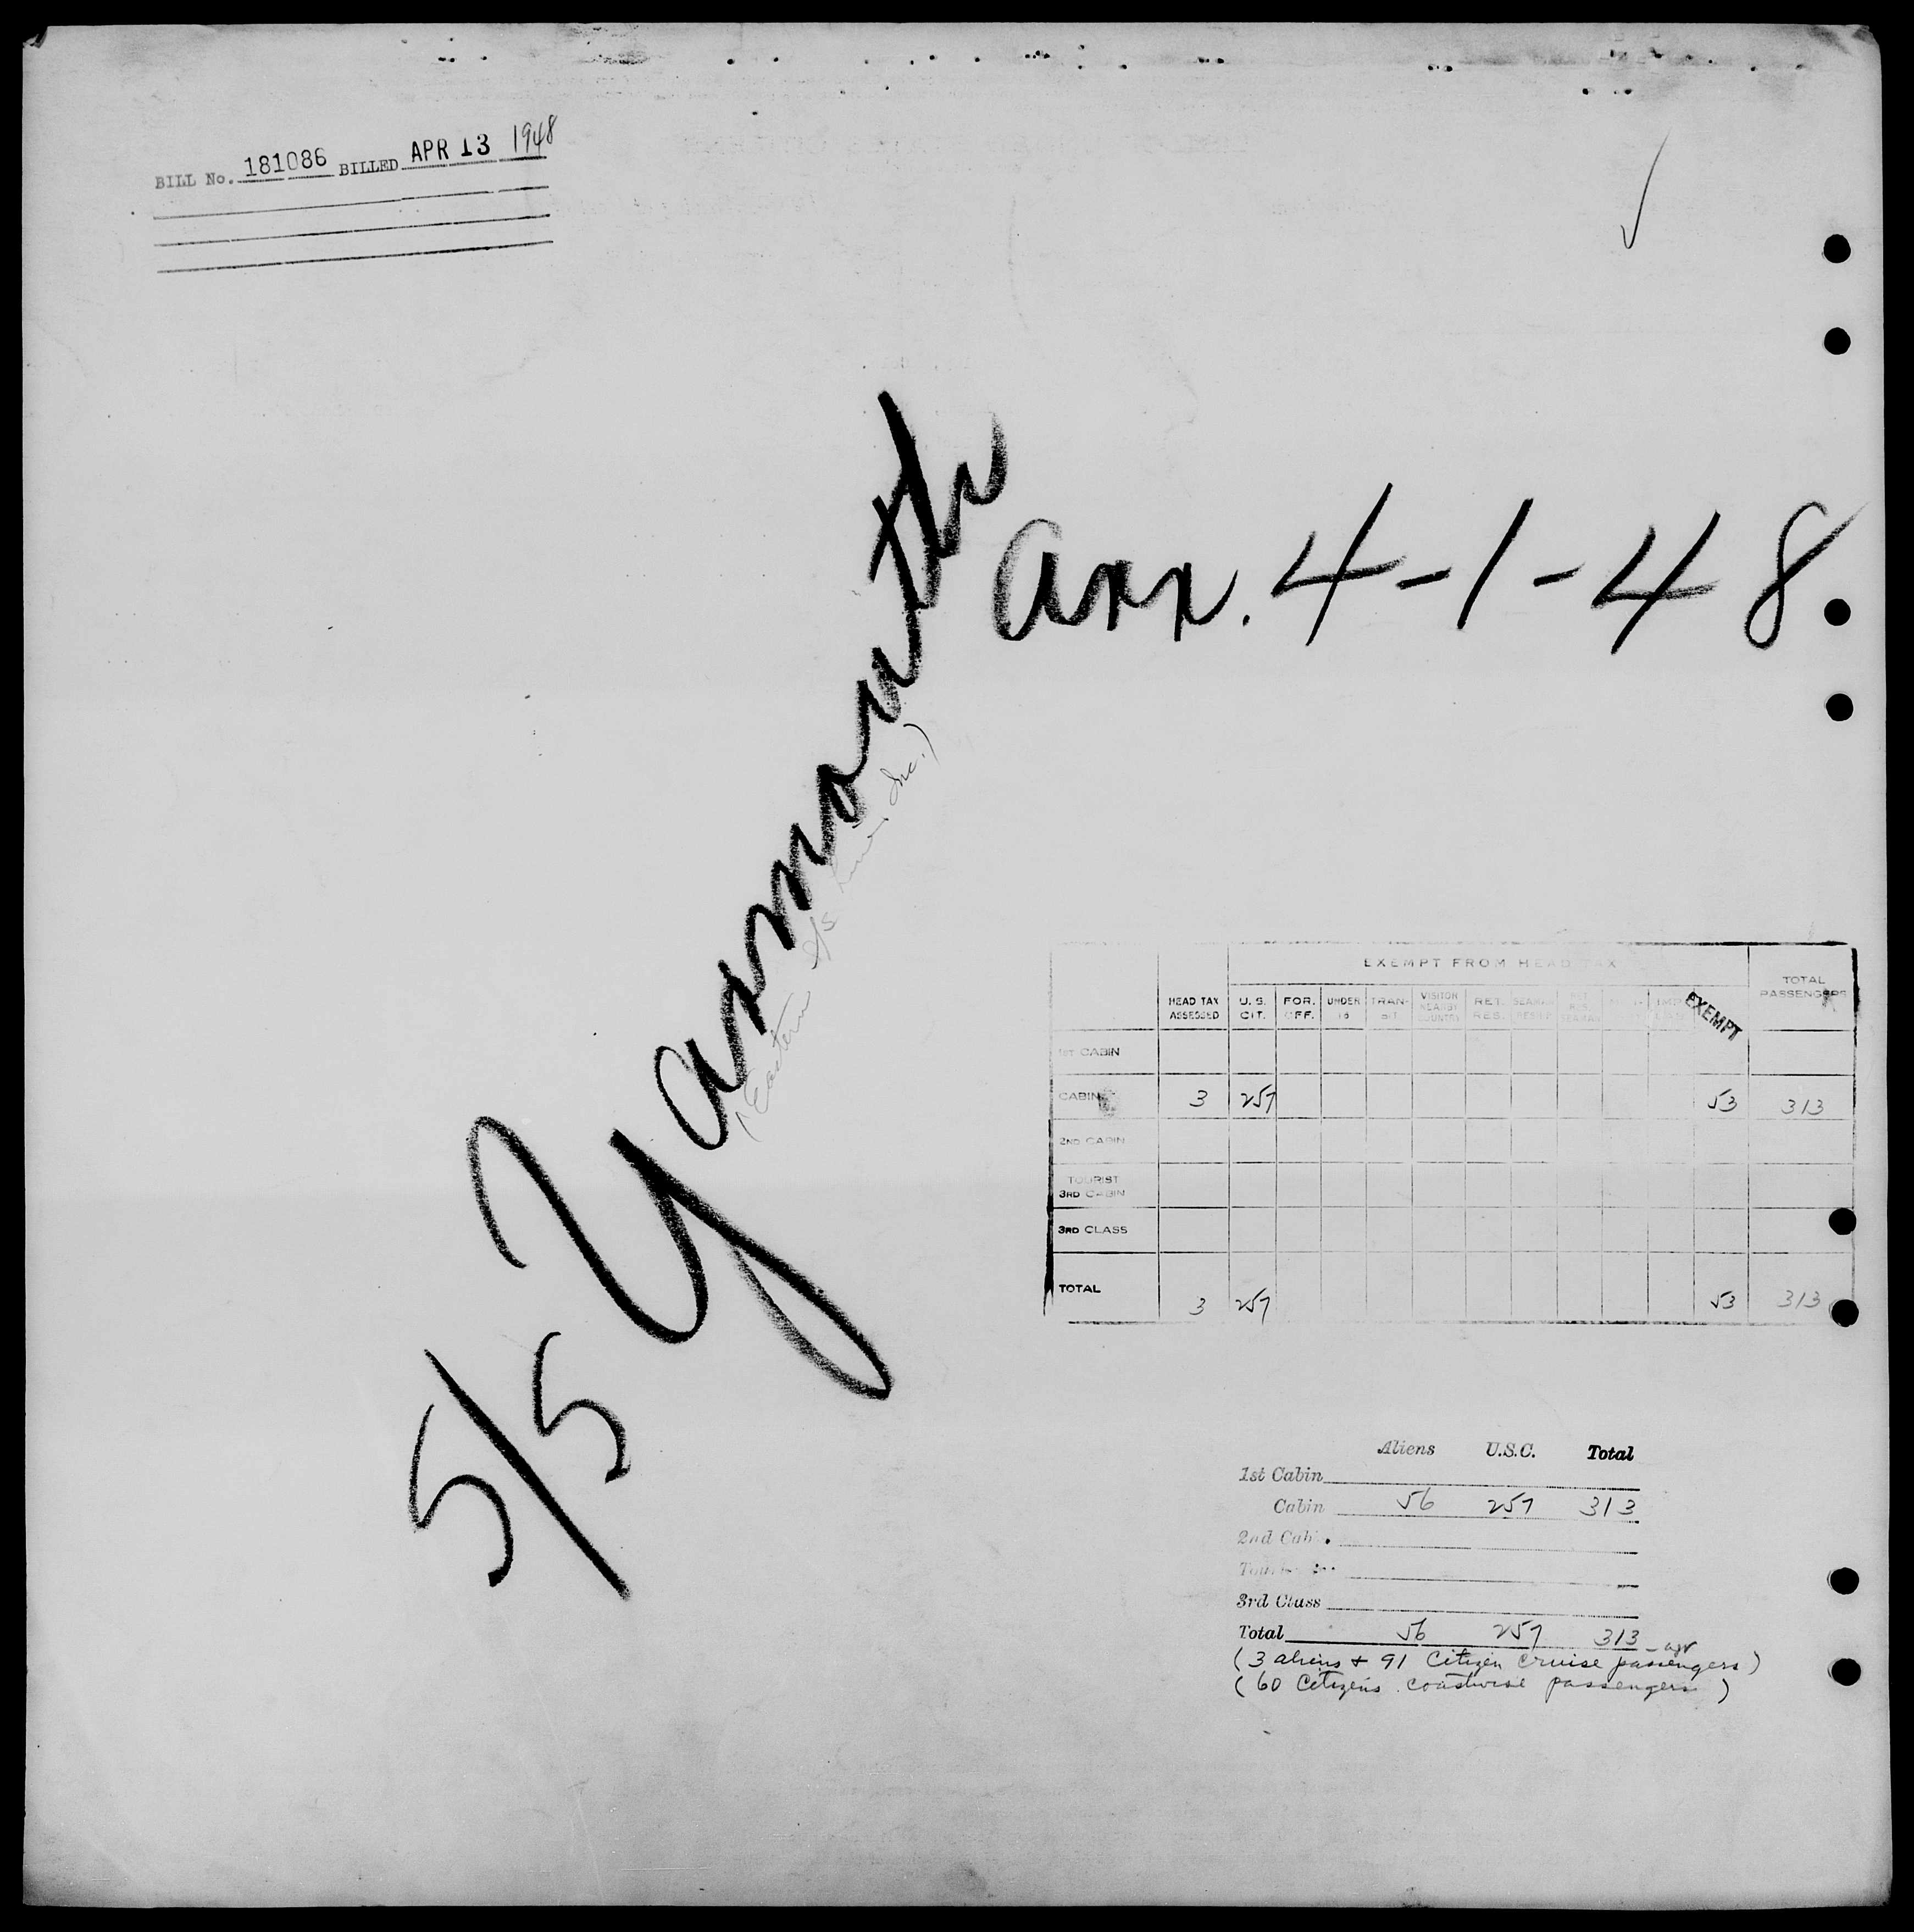 BILL No. 181086 BILLED APR 13 1948
S/S Yarmouth
(Eastern S/S Lines, Inc.)
arr. 4-1-48
EXEMPT FROM HEAD TAX
HEAD TAX ASSESSED U.S. CIT. FOR. OFF. UNDER 16 TRAN-SIT VISITOR NEARBY COUNTRY RET. RES. EXEMPT TOTAL PASSENGERS
1ST CABIN
CABIN 3 257 53 313
2ND CABIN
TOURIST
3RD CABIN
3RD CLASS
TOTAL 3 257 53 313
Aliens U.S.C. Total
1st Cabin
Cabin 56 257 313
2nd Cab.
3rd Class
Total 56 257 313
(3 aliens + 91 Citizen cruise passengers)
(60 Citizens coastwise passengers)